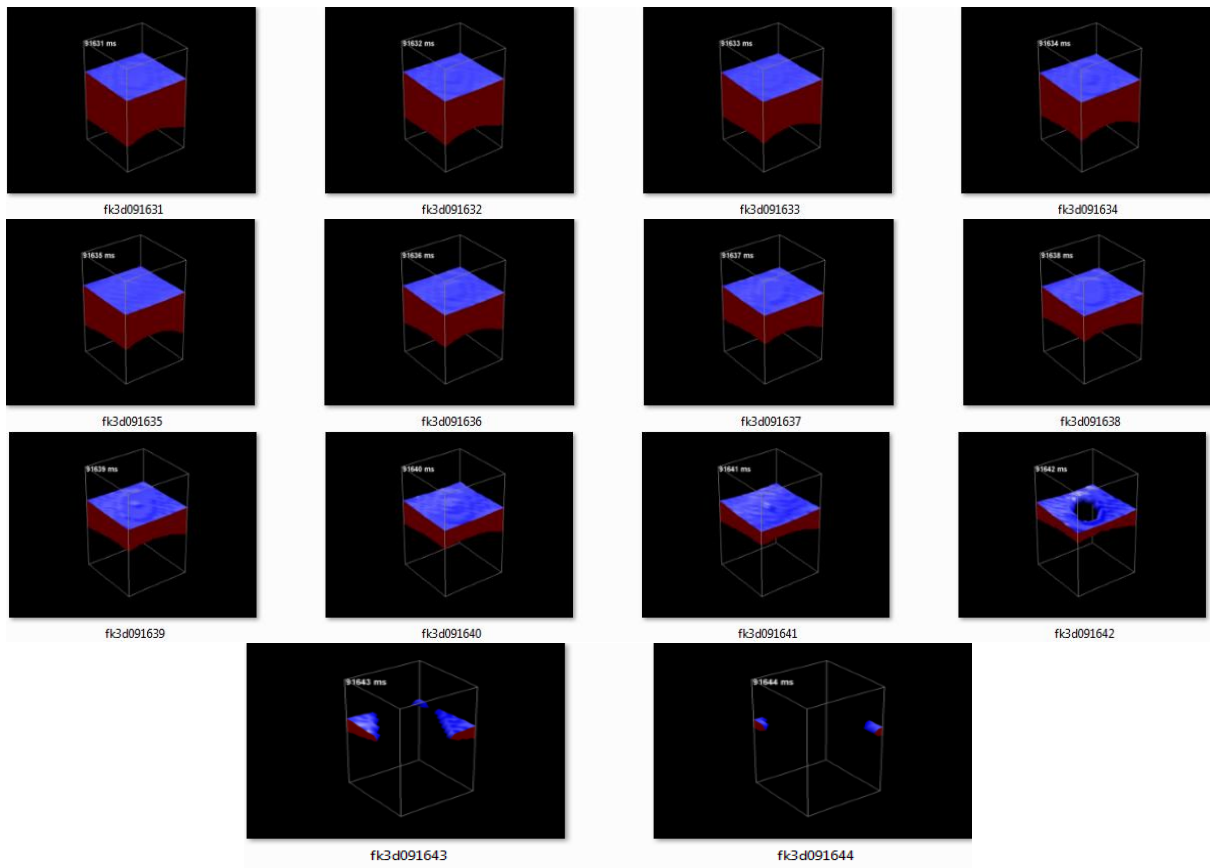 91631 ms
91632 ms
91633 ms
91634 ms
fk3d091631
fk3d091632
fk3d091633
fk3d091634
91635 ms
91636 ms
91637 ms
91638 ms
fk3d091635
fk3d091636
fk3d091637
fk3d091638
91639 ms
91640 ms
91641 ms
91642 ms
fk3d091639
fk3d091640
fk3d091641
fk3d091642
91643 ms
91644 ms
fk3d091643
fk3d091644